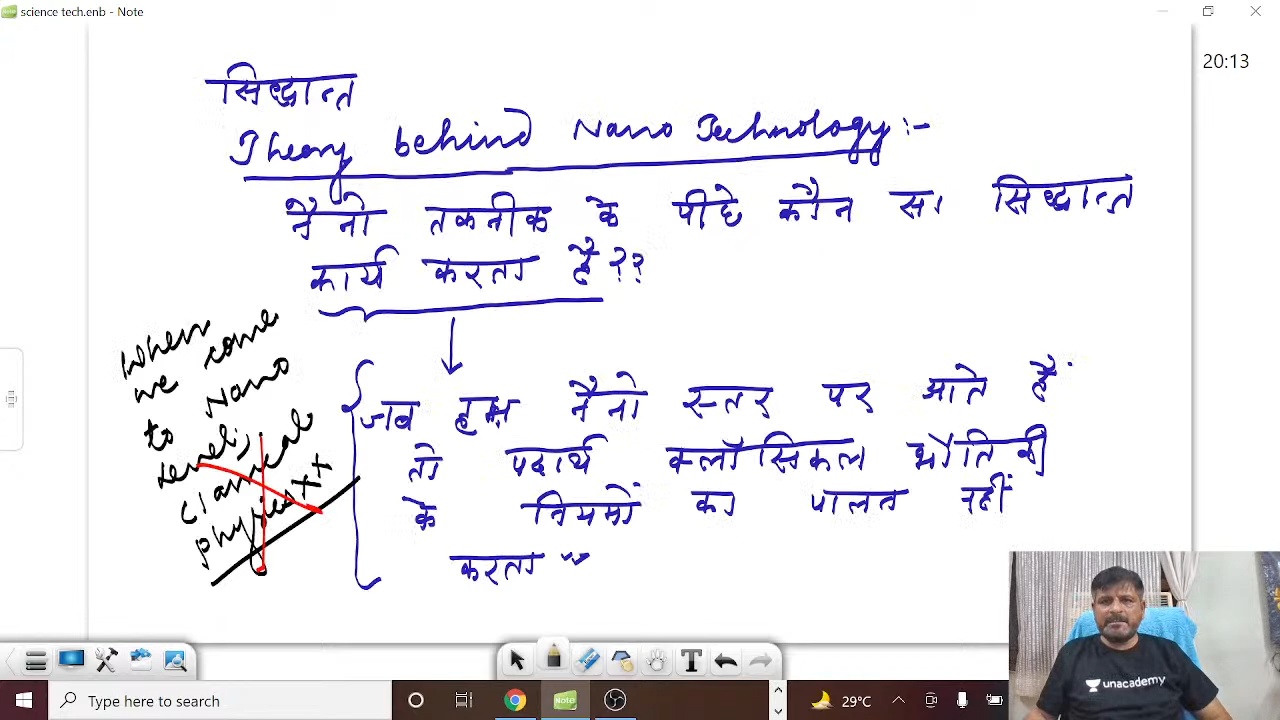 science tech.enb - Note
20:13
सिद्धान्त
Theory behind Nano Technology:-
नैनो तकनीक के पीछे कौन सा सिद्धान्त
कार्य करता है??
When
we come
to Nano
level;
Classical
physics xx
जब हम नैनो स्तर पर आते हैं
तो पदार्थ क्लॉसिकल भौतिकी
के नियमों का पालन नहीं
करता
unacademy
Type here to search
29°C